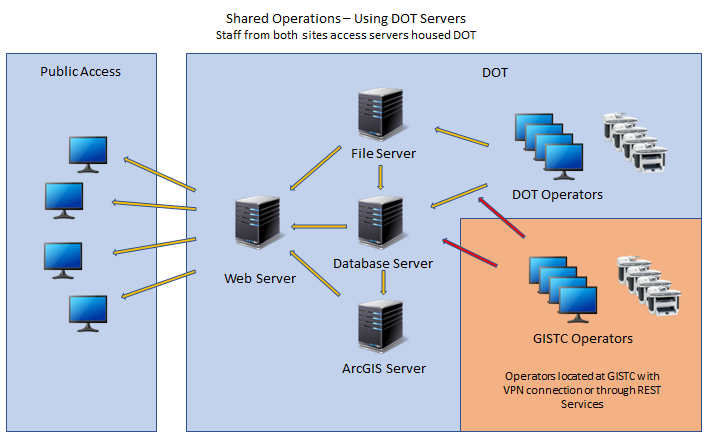 Shared Operations – Using DOT Servers
Staff from both sites access servers housed DOT
Public Access
DOT
File Server
DOT Operators
Web Server
Database Server
GISTC Operators
ArcGIS Server
Operators located at GISTC with
VPN connection or through REST
Services